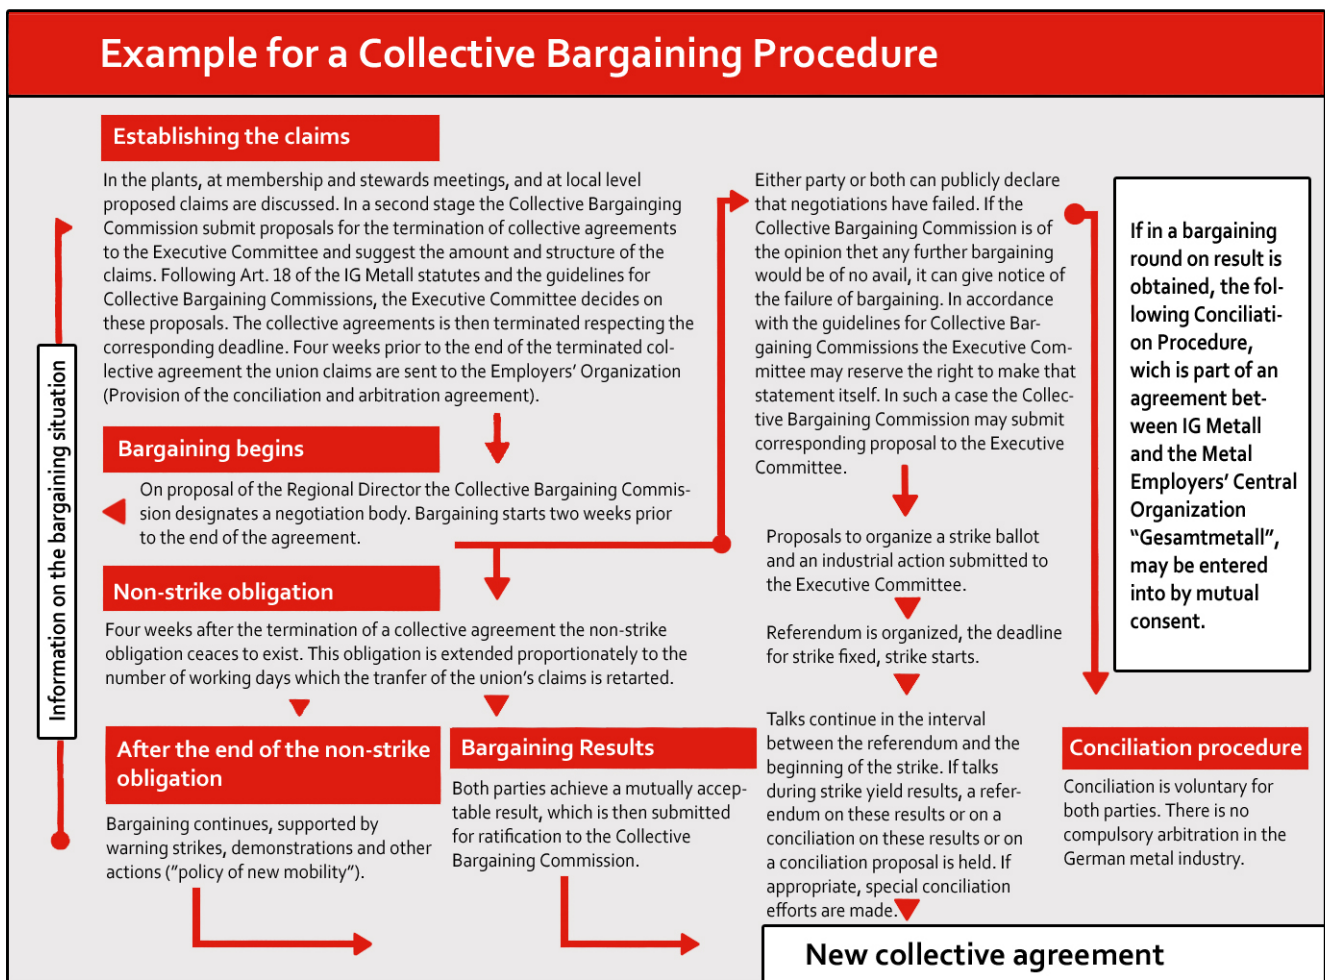 Example for a Collective Bargaining Procedure
Information on the bargaining situation
Establishing the claims
In the plants, at membership and stewards meetings, and at local level
proposed claims are discussed. In a second stage the Collective Bargainging
Commission submit proposals for the termination of collective agreements
to the Executive Committee and suggest the amount and structure of the
claims. Following Art. 18 of the IG Metall statutes and the guidelines for
Collective Bargaining Commissions, the Executive Committee decides on
these proposals. The collective agreements is then terminated respecting the
corresponding deadline. Four weeks prior to the end of the terminated col-
lective agreement the union claims are sent to the Employers' Organization
(Provision of the conciliation and arbitration agreement).
Bargaining begins
On proposal of the Regional Director the Collective Bargaining Commis-
sion designates a negotiation body. Bargaining starts two weeks prior
to the end of the agreement.
Non-strike obligation
Four weeks after the termination of a collective agreement the non-strike
obligation ceaces to exist. This obligation is extended proportionately to the
number of working days which the tranfer of the union's claims is retarted.
After the end of the non-strike
obligation
Bargaining continues, supported by
warning strikes, demonstrations and other
actions ("policy of new mobility").
Bargaining Results
Both parties achieve a mutually accep-
table result, which is then submitted
for ratification to the Collective
Bargaining Commission.
Either party or both can publicly declare
that negotiations have failed. If the
Collective Bargaining Commission is of
the opinion thet any further bargaining
would be of no avail, it can give notice of
the failure of bargaining. In accordance
with the guidelines for Collective Bar-
gaining Commissions the Executive Com-
mittee may reserve the right to make that
statement itself. In such a case the Collec-
tive Bargaining Commission may submit
corresponding proposal to the Executive
Committee.
Proposals to organize a strike ballot
and an industrial action submitted to
the Executive Committee.
Referendum is organized, the deadline
for strike fixed, strike starts.
Talks continue in the interval
between the referendum and the
beginning of the strike. If talks
during strike yield results, a refer-
endum on these results or on a
conciliation on these results or on
a conciliation proposal is held. If
appropriate, special conciliation
efforts are made.
If in a bargaining
round on result is
obtained, the fol-
lowing Conciliati-
on Procedure,
wich is part of an
agreement bet-
ween IG Metall
and the Metal
Employers' Central
Organization
"Gesamtmetall",
may be entered
into by mutual
consent.
Conciliation procedure
Conciliation is voluntary for
both parties. There is no
compulsory arbitration in the
German metal industry.
New collective agreement